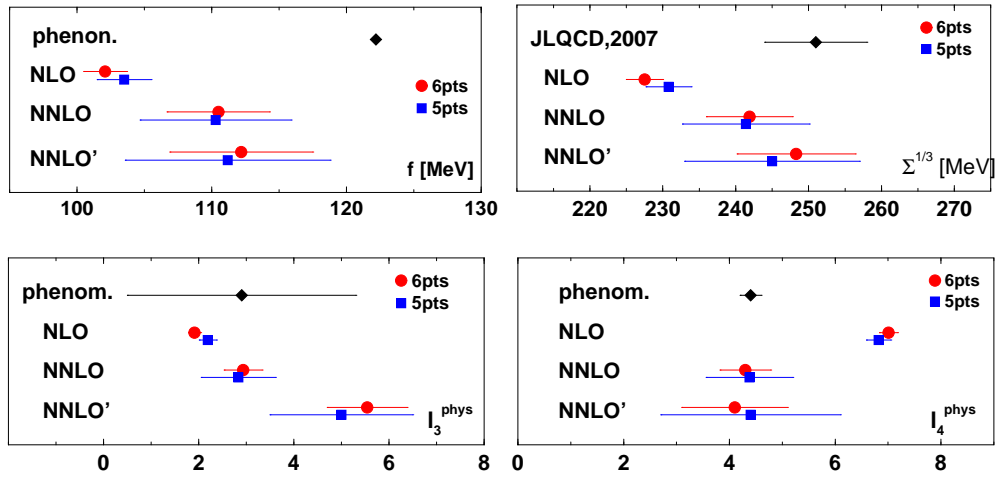 phenon.
NLO
6pts
5pts
NNLO
NNLO'
f [MeV]
100 110 120 130
JLQCD,2007
6pts
5pts
NLO
NNLO
NNLO'
Σ^1/3 [MeV]
220 230 240 250 260 270
phenom.
6pts
5pts
NLO
NNLO
NNLO'
l_3^phys
0 2 4 6 8
phenom.
6pts
5pts
NLO
NNLO
NNLO'
l_4^phys
0 2 4 6 8